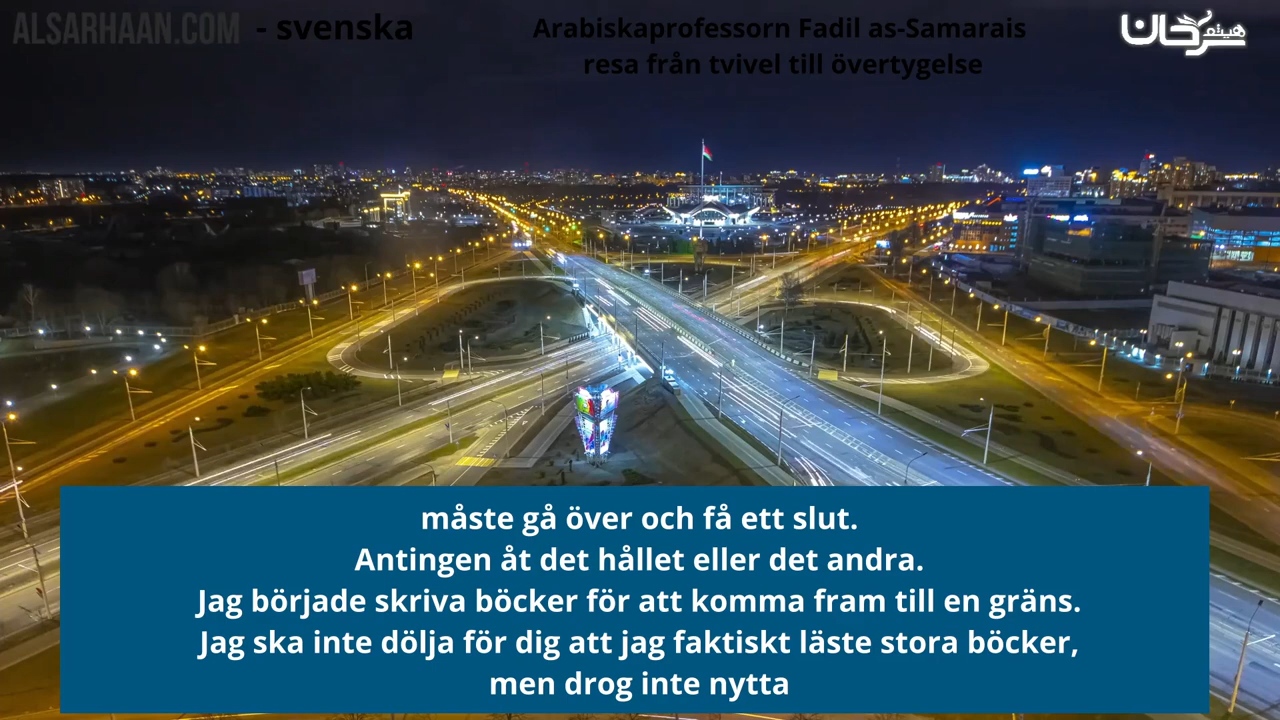 ALSARHAAN.COM - svenska
Arabiskaprofessorn Fadil as-Samarais
resa från tvivel till övertygelse
هيثم سرحان
måste gå över och få ett slut.
Antingen åt det hållet eller det andra.
Jag började skriva böcker för att komma fram till en gräns.
Jag ska inte dölja för dig att jag faktiskt läste stora böcker,
men drog inte nytta